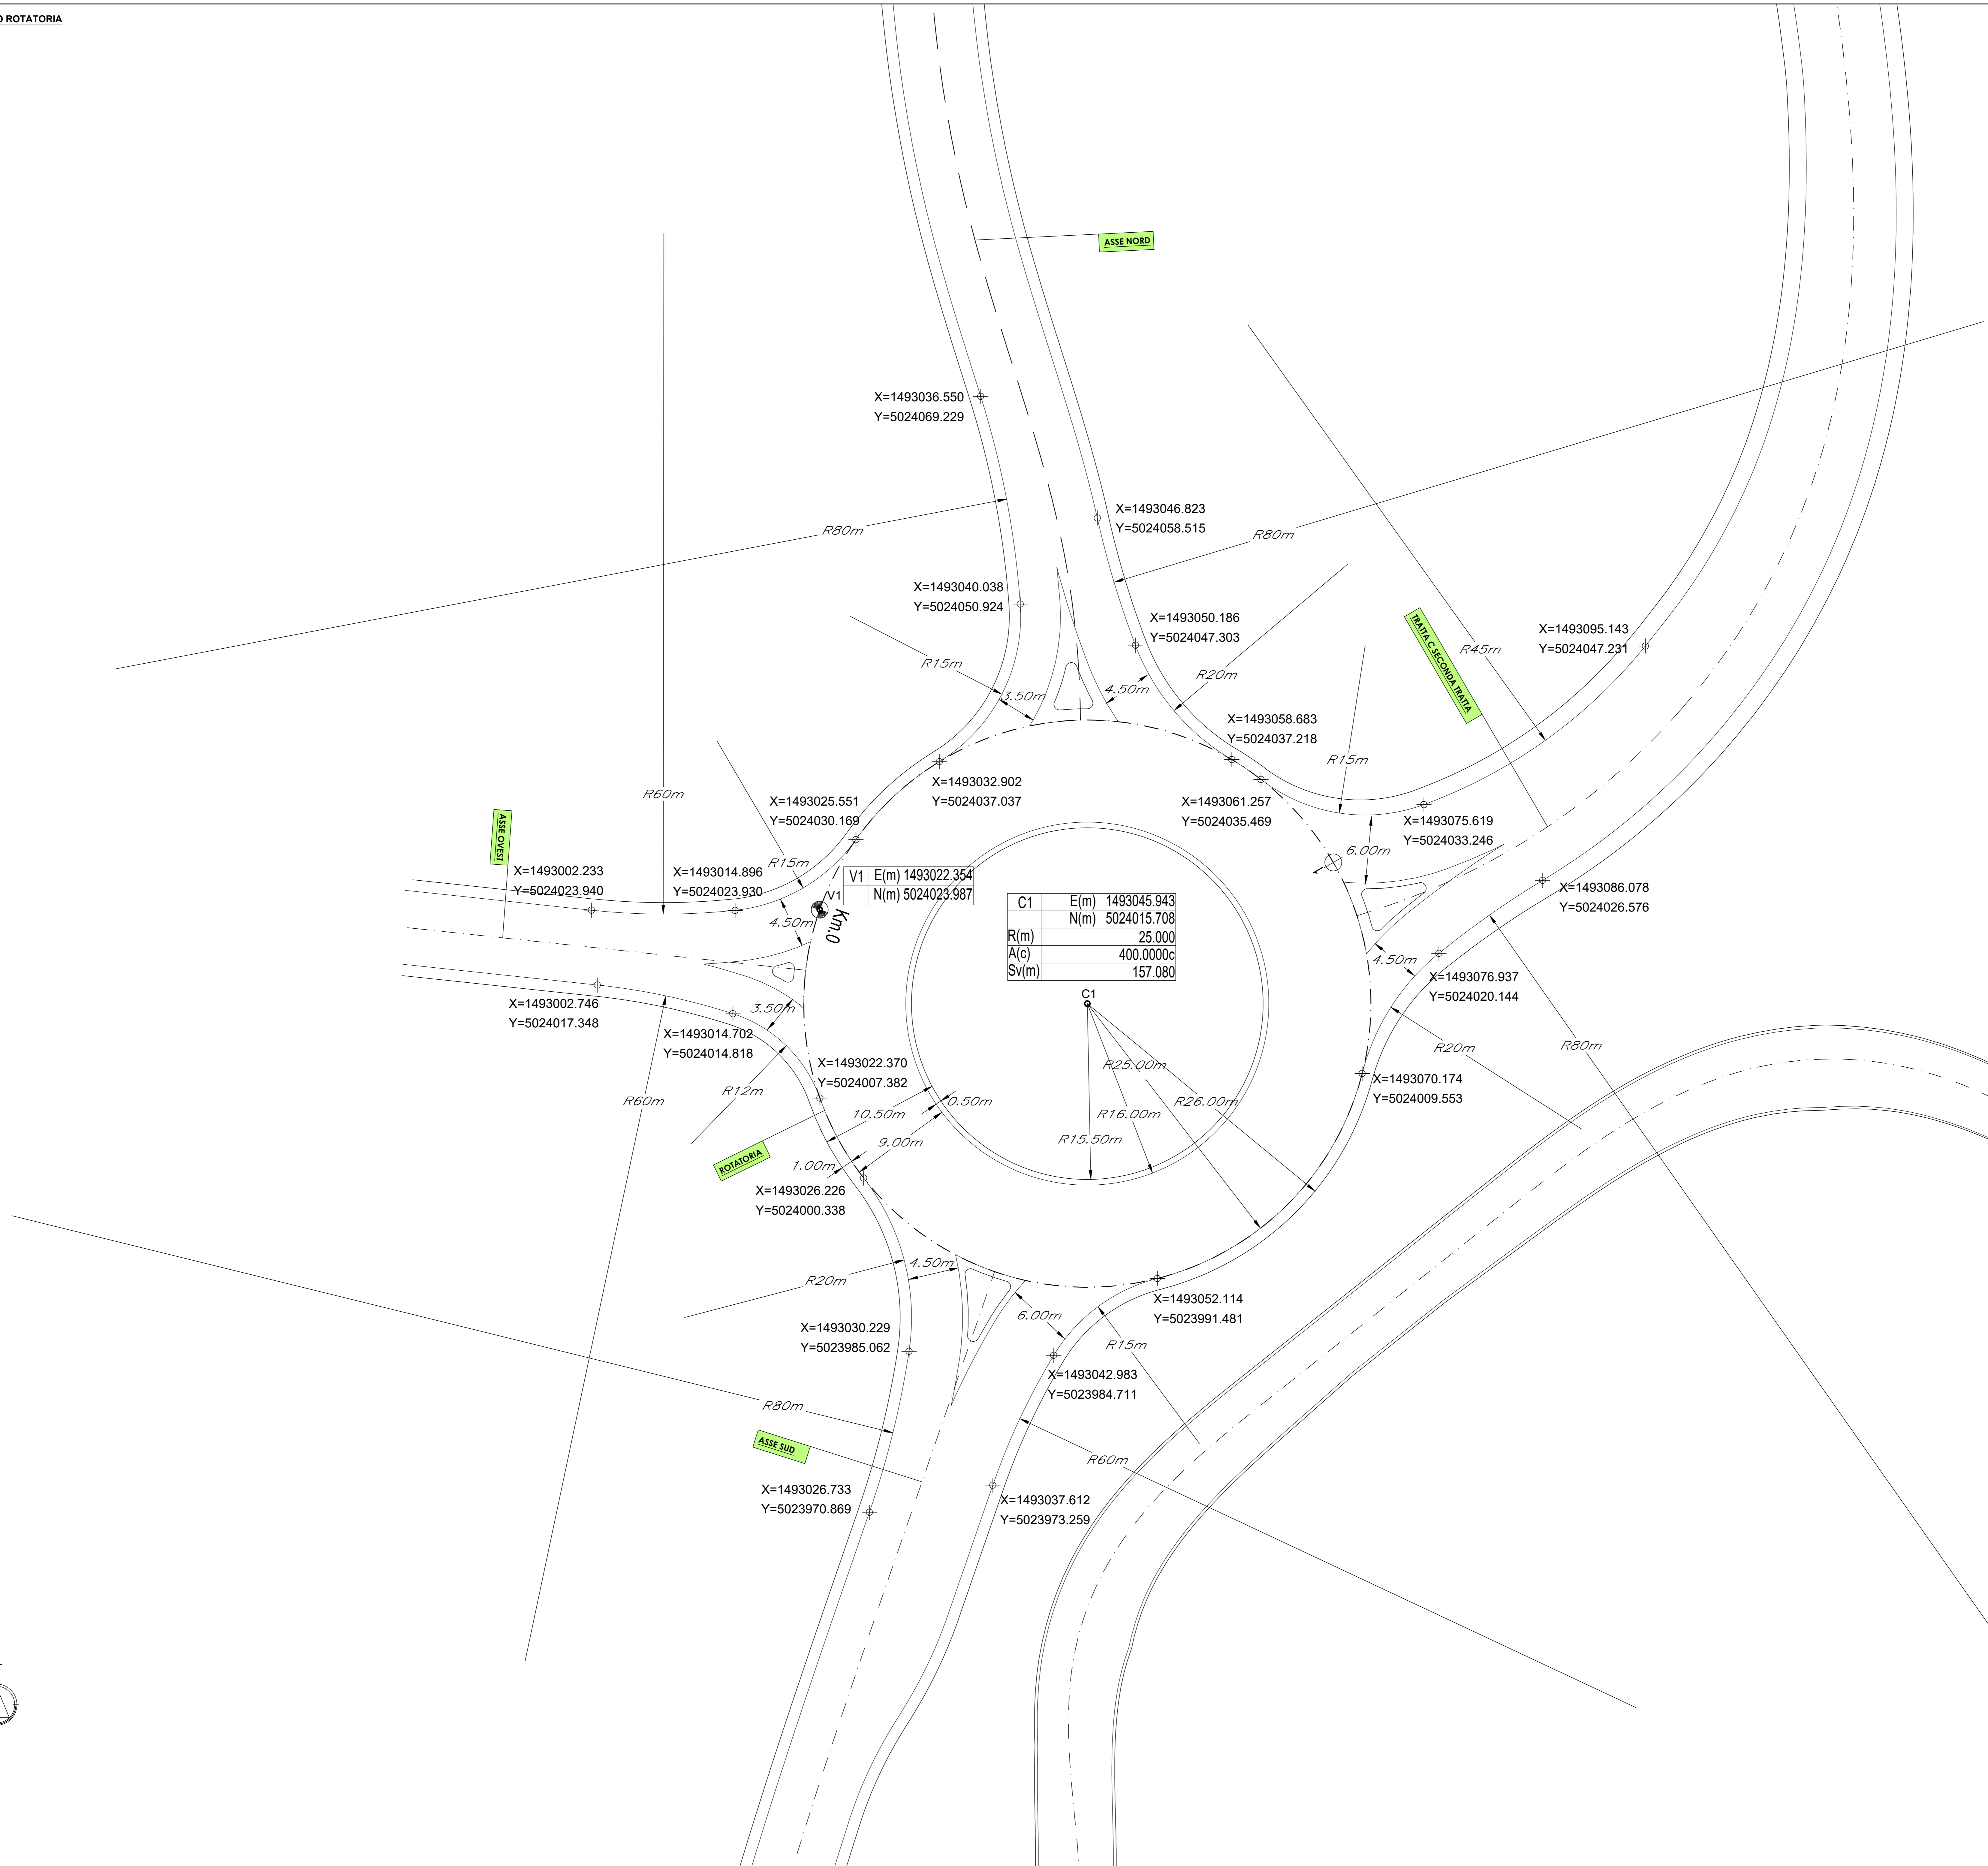 O ROTATORIA
ASSE NORD
X=1493036.550
Y=5024069.229
R80m
X=1493046.823
Y=5024058.515
R80m
X=1493040.038
Y=5024050.924
X=1493050.186
Y=5024047.303
R15m
3.50m
4.50m
R20m
TRATTA C SECONDA TRATTA
R45m
X=1493095.143
Y=5024047.231
X=1493058.683
Y=5024037.218
R15m
R60m
X=1493032.902
Y=5024037.037
X=1493025.551
Y=5024030.169
X=1493061.257
Y=5024035.469
X=1493075.619
Y=5024033.246
6.00m
ASSE OVEST
X=1493002.233
Y=5024023.940
X=1493014.896
Y=5024023.930
R15m
V1 E(m) 1493022.354
N(m) 5024023.987
V1
Km.0
4.50m
C1 E(m) 1493045.943
N(m) 5024015.708
R(m) 25.000
A(c) 400.0000c
Sv(m) 157.080
C1
X=1493086.078
Y=5024026.576
4.50m
X=1493076.937
Y=5024020.144
X=1493002.746
Y=5024017.348
3.50m
X=1493014.702
Y=5024014.818
R12m
R60m
X=1493022.370
Y=5024007.382
R25.00m
R26.00m
R16.00m
R15.50m
R20m
R80m
X=1493070.174
Y=5024009.553
10.50m
0.50m
9.00m
1.00m
ROTATORIA
X=1493026.226
Y=5024000.338
4.50m
R20m
6.00m
X=1493052.114
Y=5023991.481
R15m
X=1493030.229
Y=5023985.062
X=1493042.983
Y=5023984.711
R80m
ASSE SUD
R60m
X=1493026.733
Y=5023970.869
X=1493037.612
Y=5023973.259